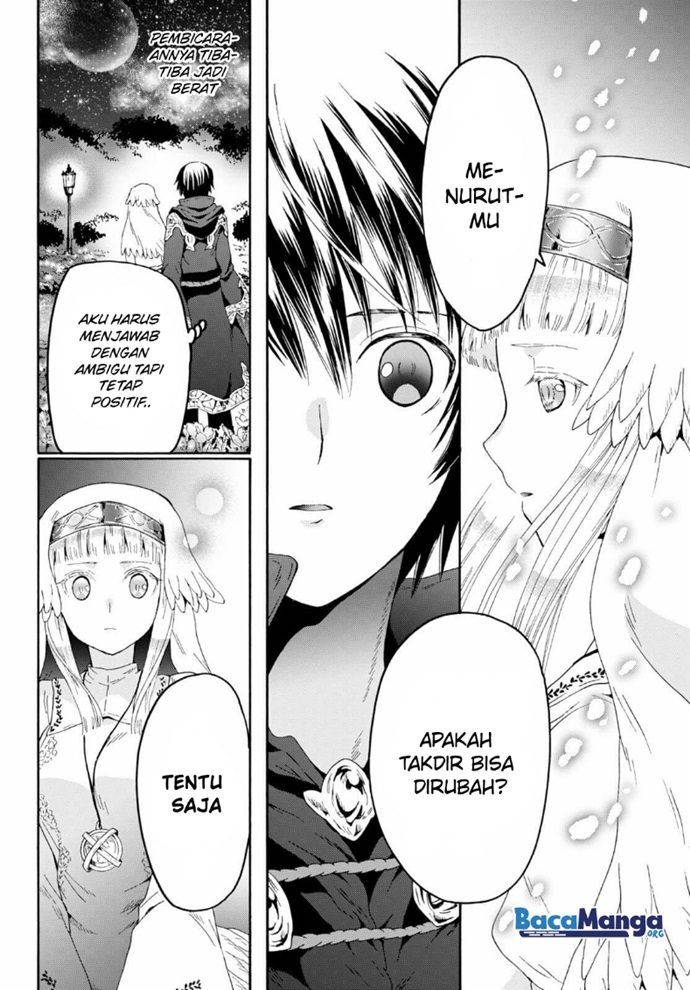 ME-
NURUT-
MU
APAKAH
TAKDIR BISA
DIRUBAH?
PEMBICARA-
ANNYA TIBA-
TIBA JADI
BERAT
AKU HARUS
MENJAWAB
DENGAN
AMBIGU TAPI
TETAP
POSITIF..
TENTU
SAJA
BacaManga
.ORG